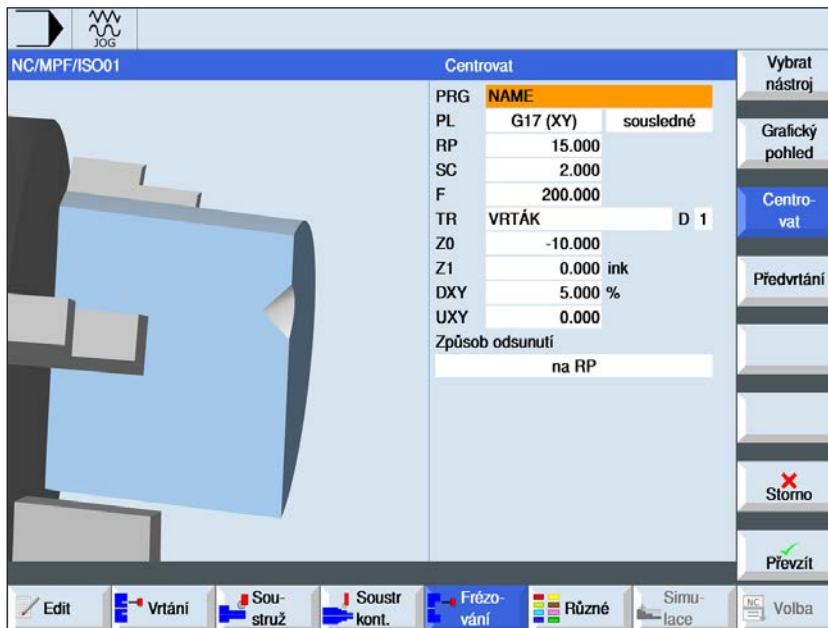 JOG
NC/MPF/ISO01
Centrovat
PRG NAME
PL G17 (XY) sousledné
RP 15.000
SC 2.000
F 200.000
TR VRTÁK D 1
Z0 -10.000
Z1 0.000 ink
DXY 5.000 %
UXY 0.000
Způsob odsunutí
na RP
Vybrat
nástroj
Grafický
pohled
Centro-
vat
Předvrtání
Storno
Převzít
Edit
Vrtání
Sou-
struž
Soustr
kont.
Frézo-
vání
Různé
Simu-
lace
NC
Volba